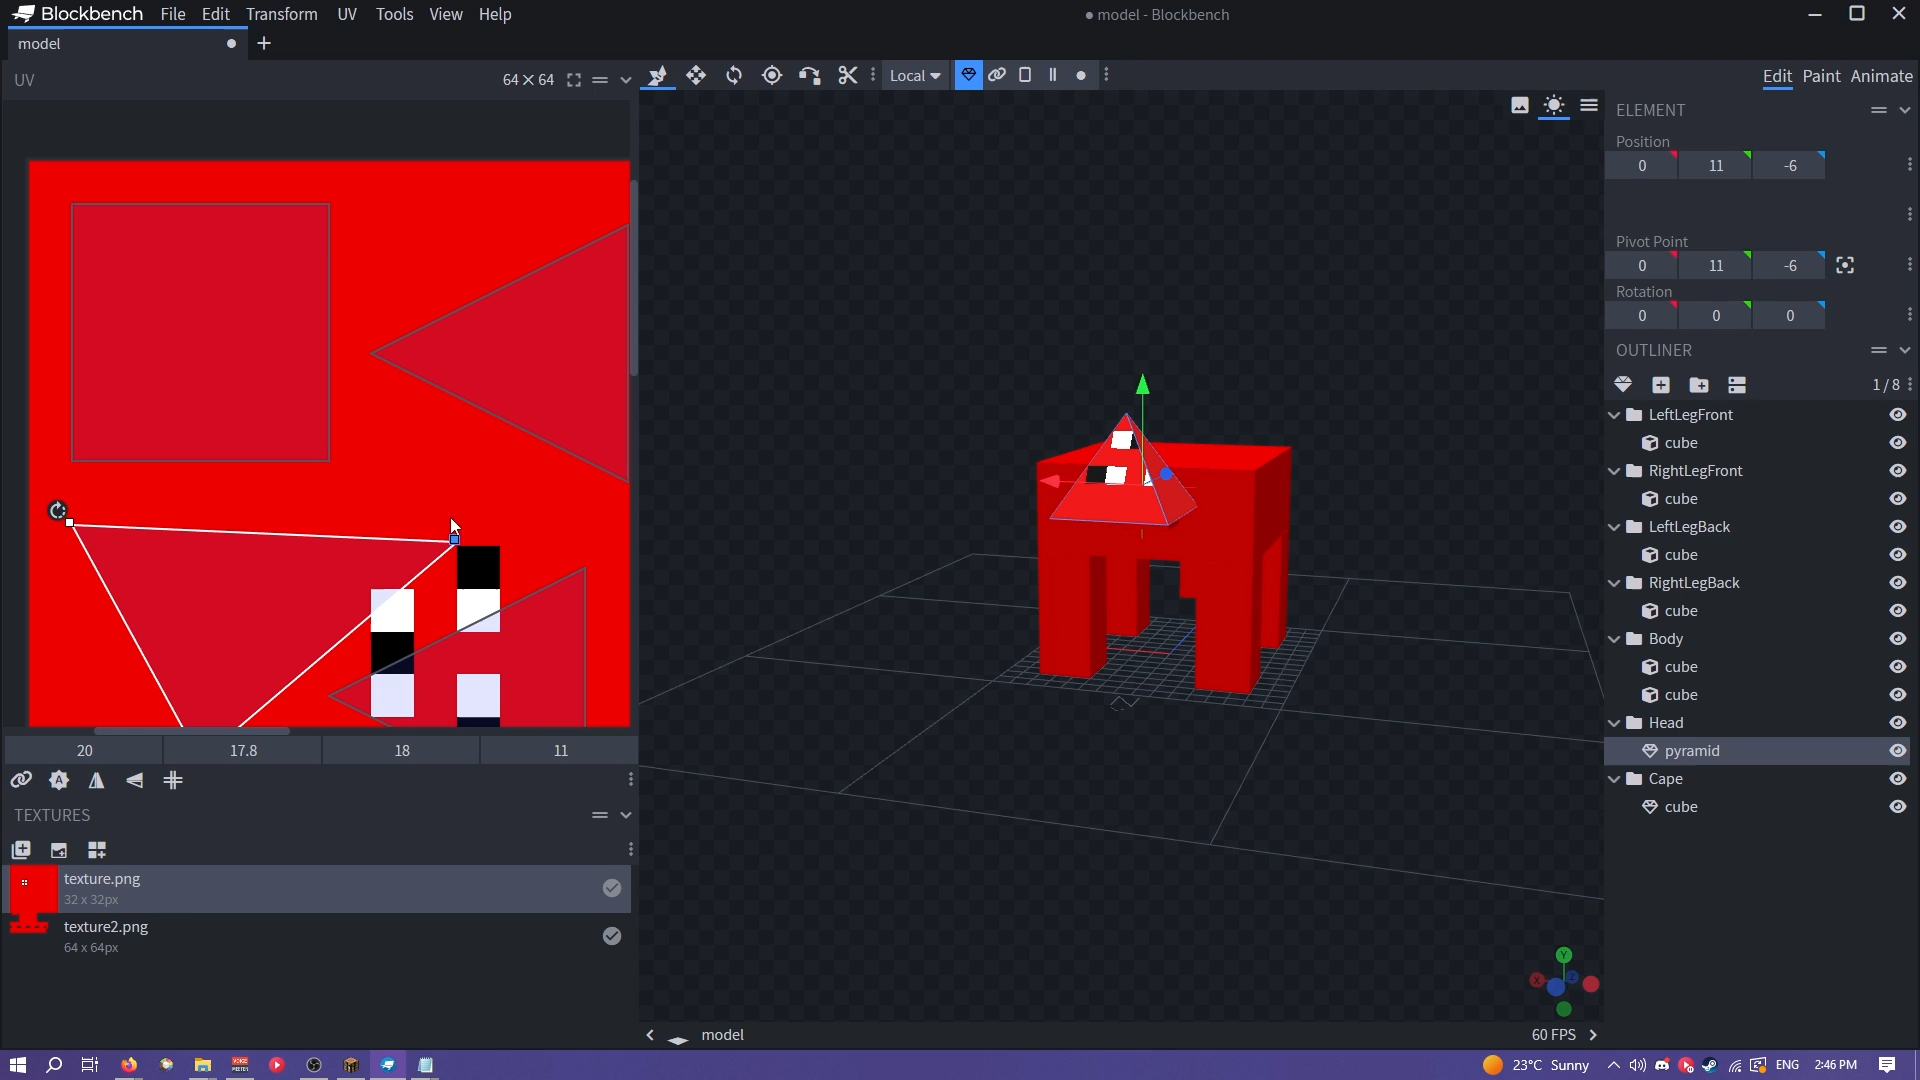 Blockbench File Edit Transform UV Tools View Help
● model - Blockbench
model
UV 64×64
Local
Edit Paint Animate
ELEMENT
Position
0 11 -6
Pivot Point
0 11 -6
Rotation
0 0 0
OUTLINER
1/8
LeftLegFront
cube
RightLegFront
cube
LeftLegBack
cube
RightLegBack
cube
Body
cube
cube
Head
pyramid
Cape
cube
20 17.8 18 11
TEXTURES
texture.png
32 x 32px
texture2.png
64 x 64px
model
60 FPS
Y
X
23°C Sunny
ENG
2:46 PM